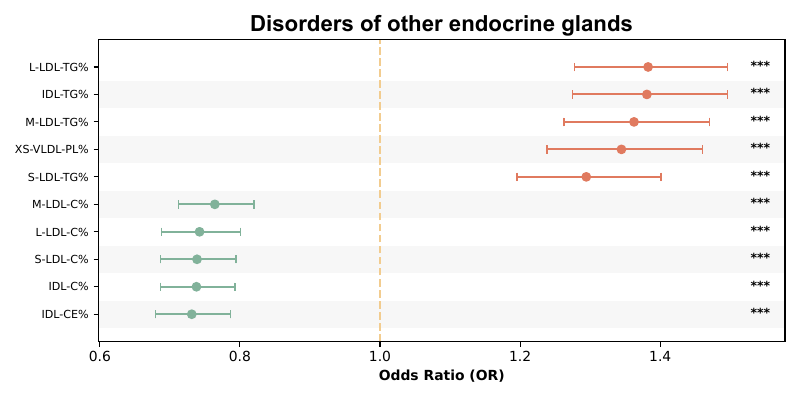 Disorders of other endocrine glands
L-LDL-TG% ***
IDL-TG% ***
M-LDL-TG% ***
XS-VLDL-PL% ***
S-LDL-TG% ***
M-LDL-C% ***
L-LDL-C% ***
S-LDL-C% ***
IDL-C% ***
IDL-CE% ***
0.6 0.8 1.0 1.2 1.4
Odds Ratio (OR)